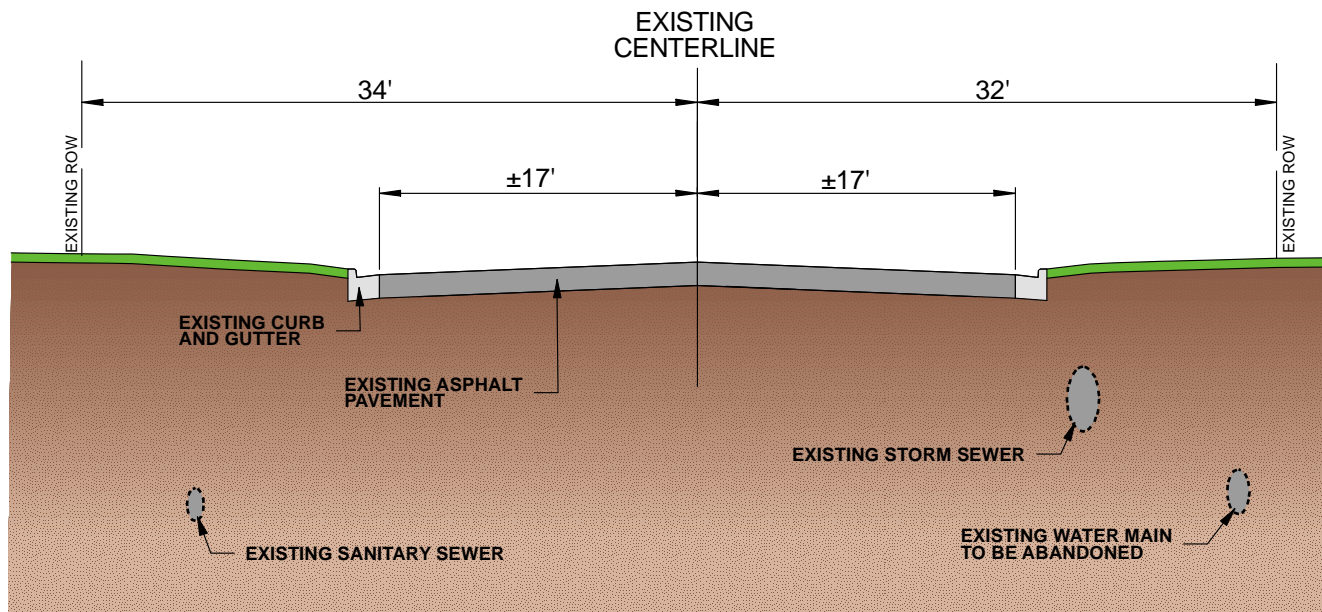 EXISTING
CENTERLINE
34'
32'
EXISTING ROW
±17'
±17'
EXISTING ROW
EXISTING CURB
AND GUTTER
EXISTING ASPHALT
PAVEMENT
EXISTING STORM SEWER
EXISTING SANITARY SEWER
EXISTING WATER MAIN
TO BE ABANDONED